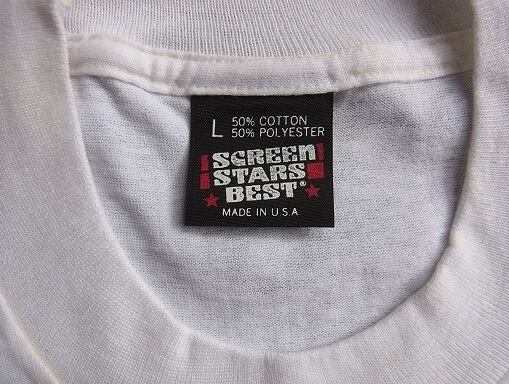 L 50% COTTON
50% POLYESTER
SCREEN
STARS
BEST®
MADE IN U.S.A